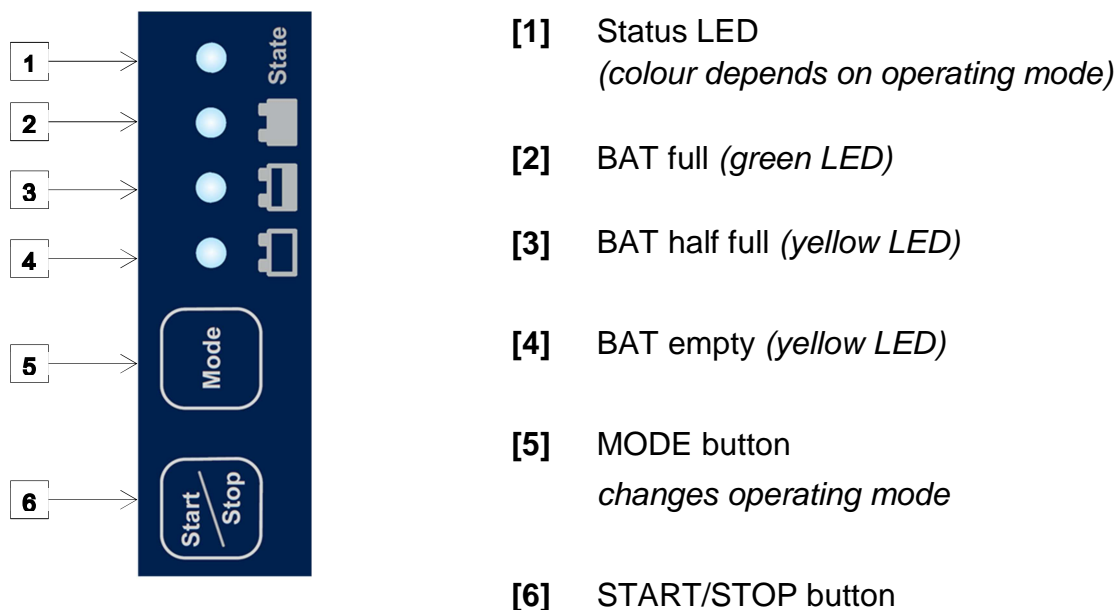 1
2
3
4
5
6
State
Mode
Start
Stop
[1] Status LED
(colour depends on operating mode)
[2] BAT full (green LED)
[3] BAT half full (yellow LED)
[4] BAT empty (yellow LED)
[5] MODE button
changes operating mode
[6] START/STOP button